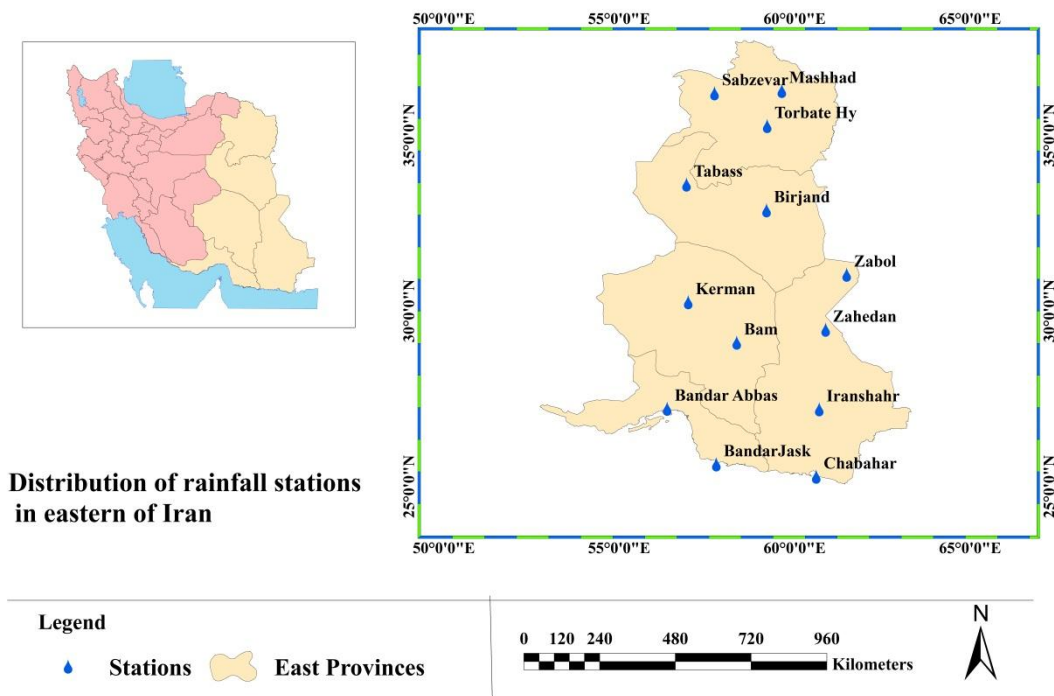 50°0'0"E 55°0'0"E 60°0'0"E 65°0'0"E
35°0'0"N
30°0'0"N
25°0'0"N
Sabzevar
Mashhad
Torbate Hy
Tabass
Birjand
Zabol
Kerman
Zahedan
Bam
Bandar Abbas
Iranshahr
BandarJask
Chabahar
35°0'0"N
30°0'0"N
25°0'0"N
50°0'0"E 55°0'0"E 60°0'0"E 65°0'0"E
Distribution of rainfall stations
in eastern of Iran
Legend
Stations
East Provinces
0 120 240 480 720 960
Kilometers
N